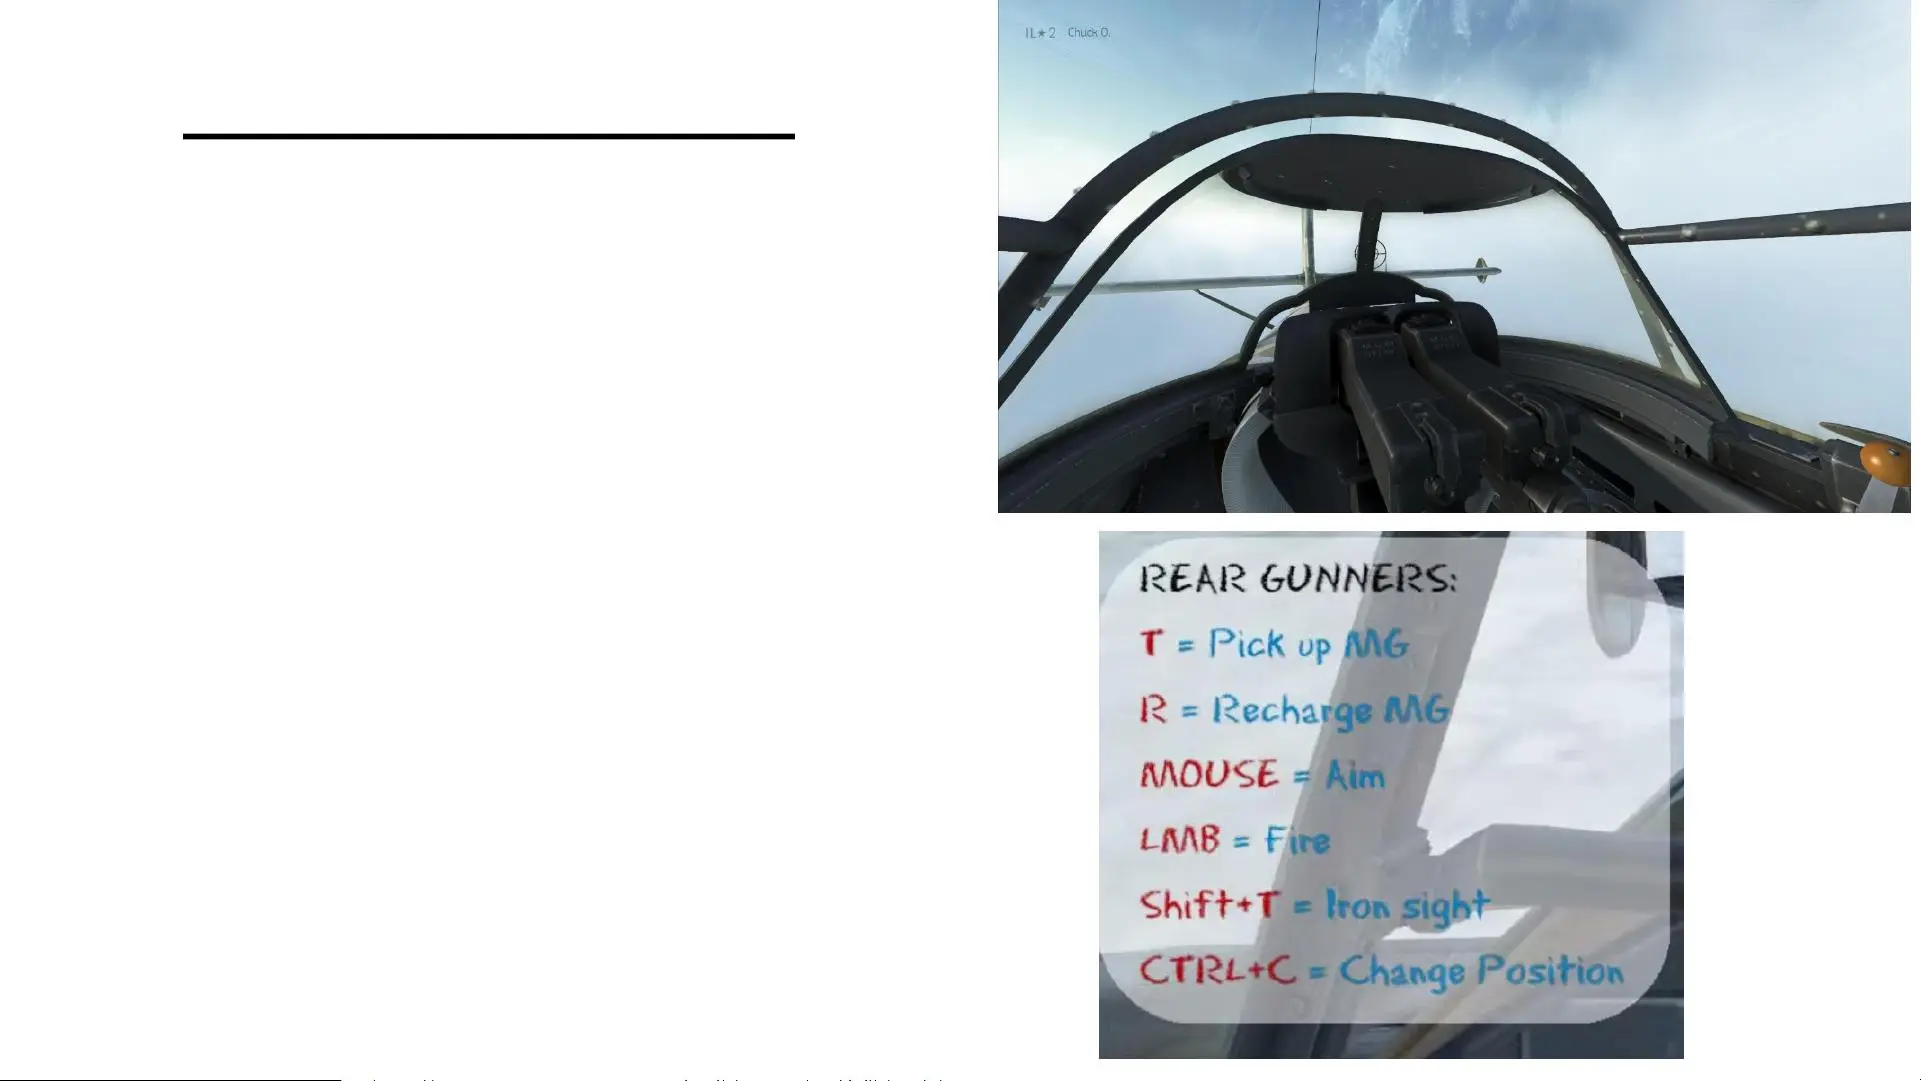 IL★2 Chuck O.
REAR GUNNERS:
T = Pick up MG
R = Recharge MG
MOUSE = Aim
LMB = Fire
Shift+T = Iron sight
CTRL+C = Change Position